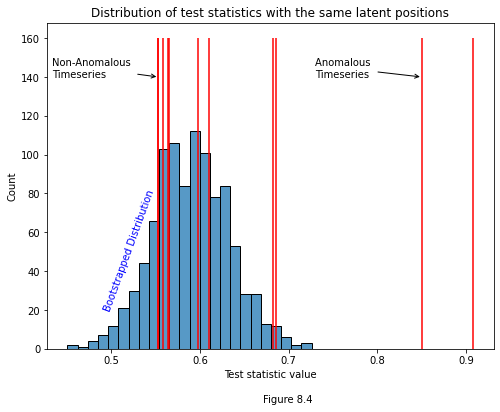 Distribution of test statistics with the same latent positions
160
140
120
100
80
60
40
20
0
Count
Non-Anomalous
Timeseries
Anomalous
Timeseries
Bootstrapped Distribution
0.5 0.6 0.7 0.8 0.9
Test statistic value
Figure 8.4